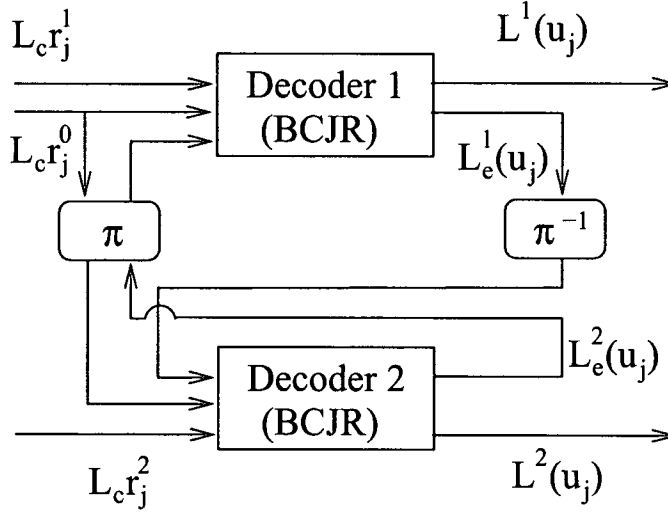 L_c r_j^1
L^1(u_j)
Decoder 1
(BCJR)
L_c r_j^0
L_e^1(u_j)
π
π^{-1}
Decoder 2
(BCJR)
L_e^2(u_j)
L_c r_j^2
L^2(u_j)